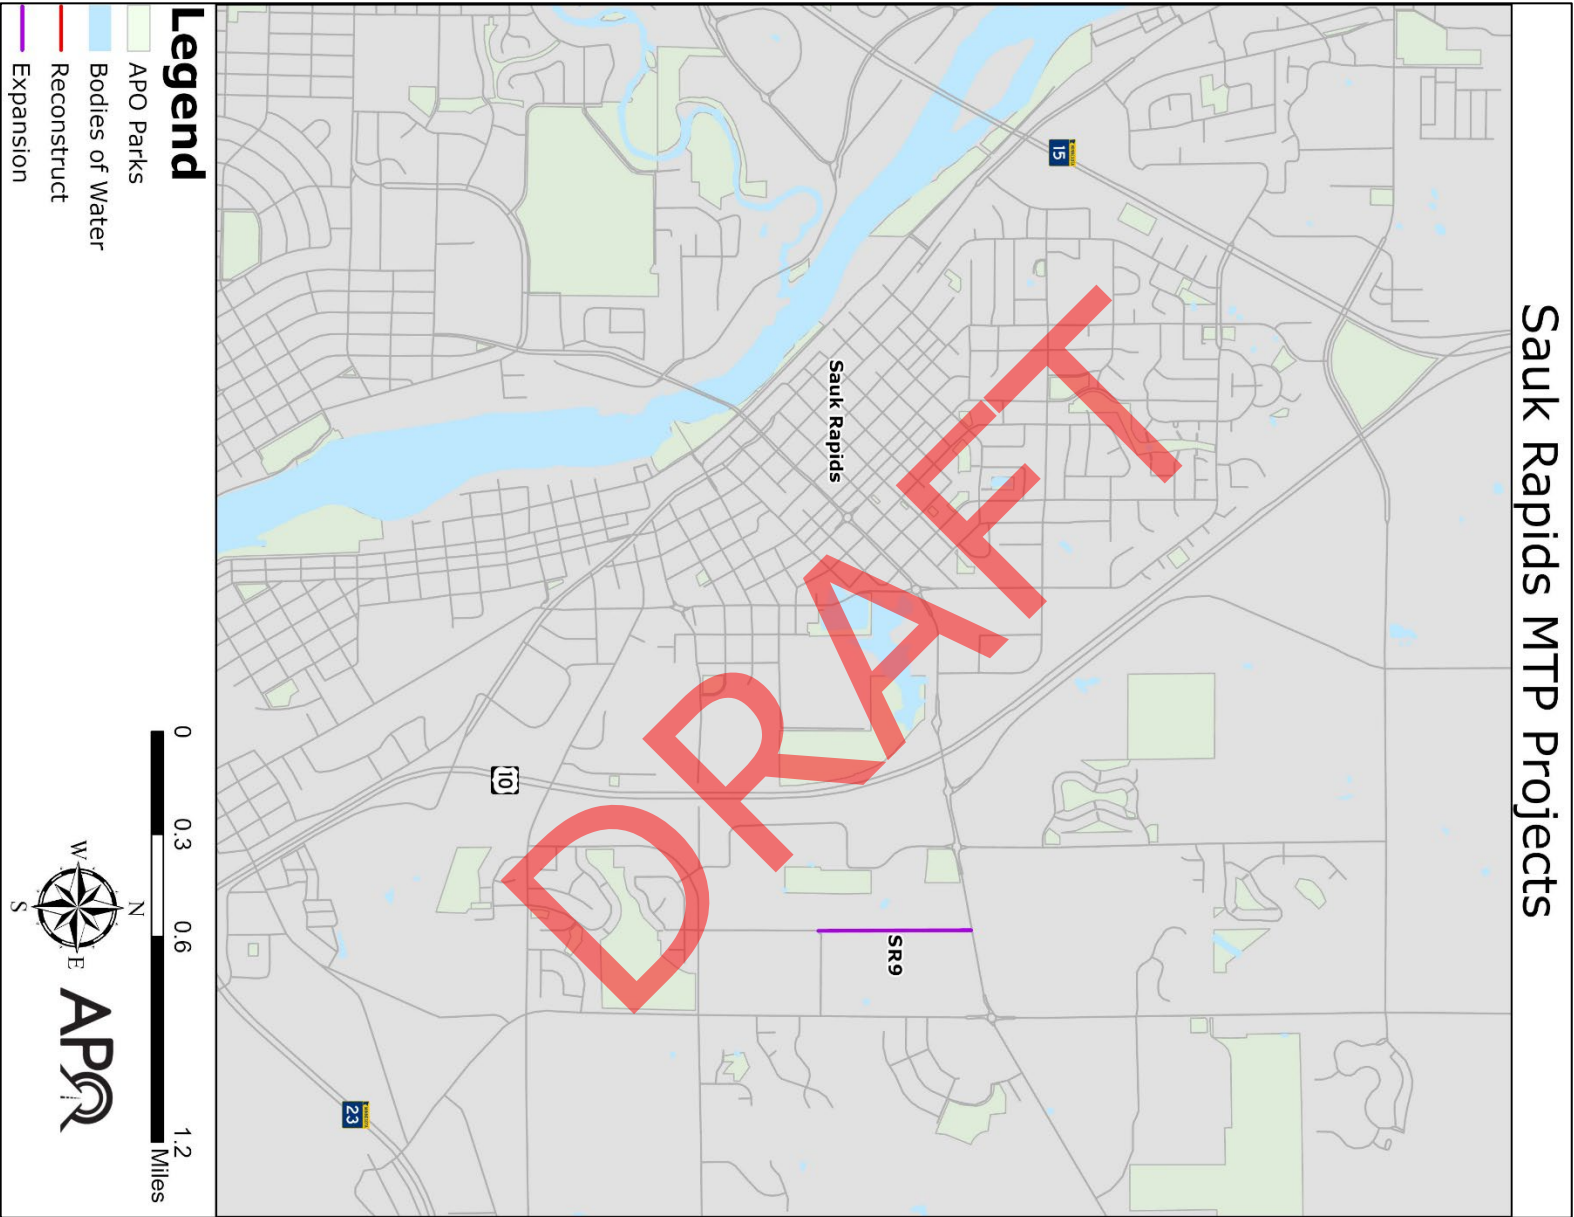 Sauk Rapids MTP Projects
15
Sauk Rapids
SR9
10
23
DRAFT
Legend
APO Parks
Bodies of Water
Reconstruct
Expansion
0 0.3 0.6 1.2
Miles
N
W E
S
APO